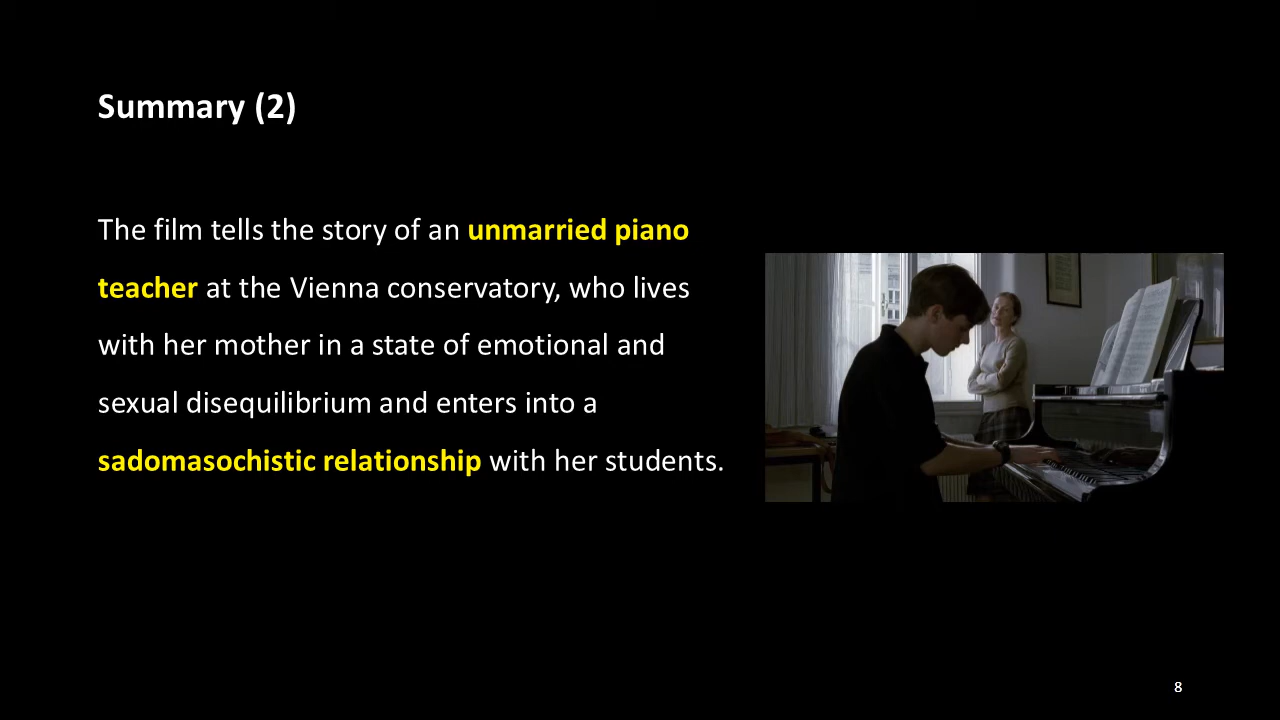 Summary (2)
The film tells the story of an unmarried piano
teacher at the Vienna conservatory, who lives
with her mother in a state of emotional and
sexual disequilibrium and enters into a
sadomasochistic relationship with her students.
8